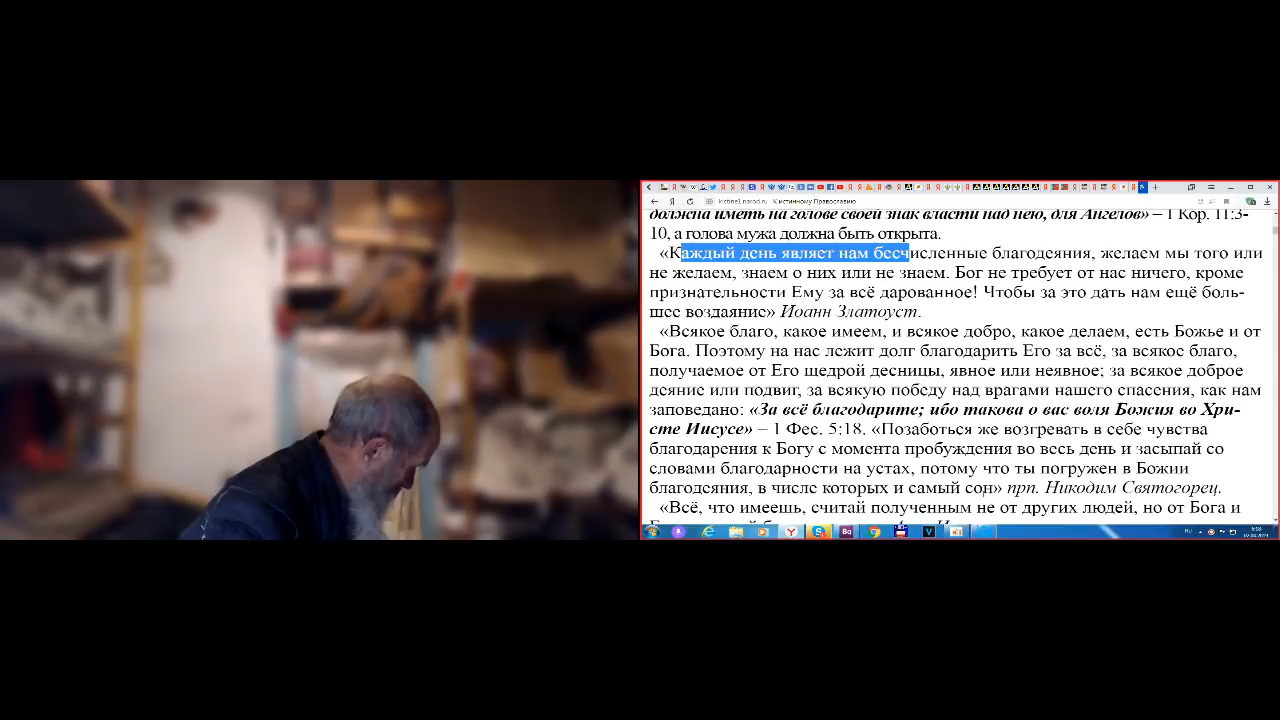 kistine1.narod.ru К истинному Православию
должна иметь на голове своей знак власти над нею, для Ангелов» – 1 Кор. 11:3-
10, а голова мужа должна быть открыта.
«Каждый день являет нам бесчисленные благодеяния, желаем мы того или
не желаем, знаем о них или не знаем. Бог не требует от нас ничего, кроме
признательности Ему за всё дарованное! Чтобы за это дать нам ещё боль-
шее воздаяние» Иоанн Златоуст.
«Всякое благо, какое имеем, и всякое добро, какое делаем, есть Божье и от
Бога. Поэтому на нас лежит долг благодарить Его за всё, за всякое благо,
получаемое от Его щедрой десницы, явное или неявное; за всякое доброе
деяние или подвиг, за всякую победу над врагами нашего спасения, как нам
заповедано: «За всё благодарите; ибо такова о вас воля Божия во Хри-
сте Иисусе» – 1 Фес. 5:18. «Позаботься же возгревать в себе чувства
благодарения к Богу с момента пробуждения во весь день и засыпай со
словами благодарности на устах, потому что ты погружен в Божии
благодеяния, в числе которых и самый сон» прп. Никодим Святогорец.
«Всё, что имеешь, считай полученным не от других людей, но от Бога и